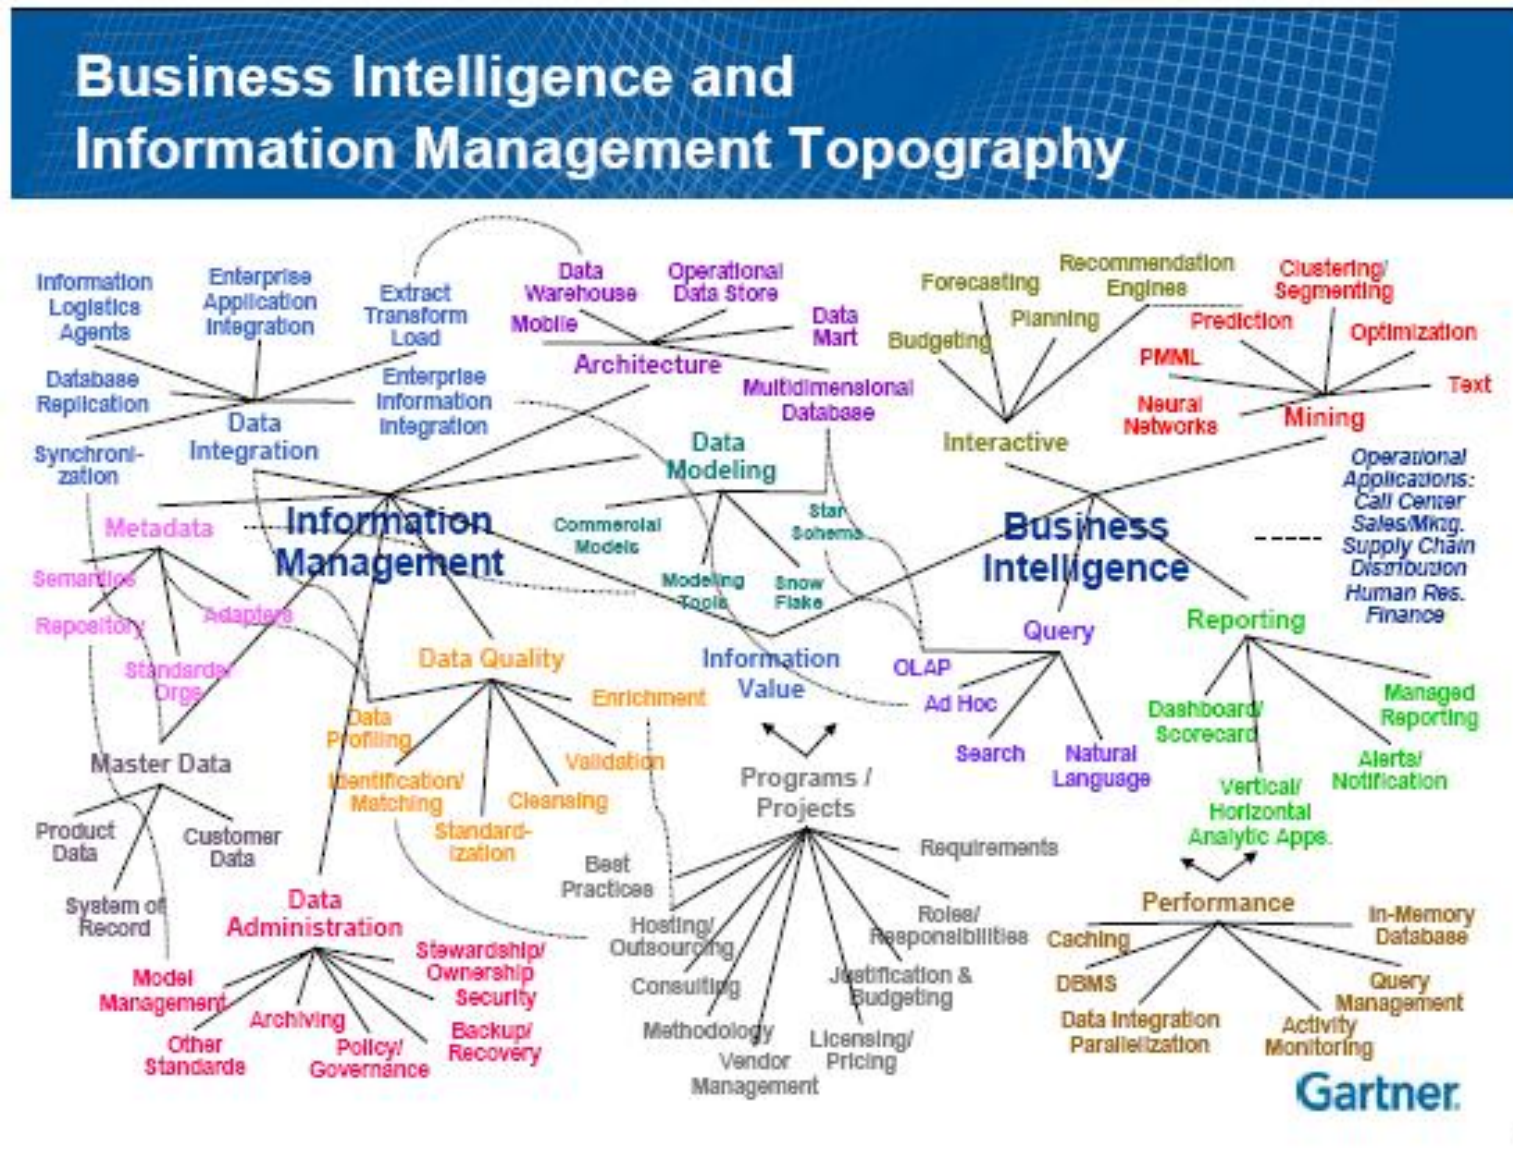 Business Intelligence and
Information Management Topography
Information
Logistics
Agents
Enterprise
Application
Integration
Extract
Transform
Load
Database
Replication
Enterprise
Information
Integration
Synchroni-
zation
Data
Integration
Data
Warehouse
Operational
Data Store
Mobile
Data
Mart
Architecture
Multidimensional
Database
Data
Modeling
Commercial
Models
Modeling
Tools
Snow
Flake
Star
Schema
Forecasting
Recommendation
Engines
Planning
Budgeting
Interactive
Clustering/
Segmenting
Prediction
Optimization
PMML
Text
Neural
Networks
Mining
Operational
Applications:
Call Center
Sales/Mktg.
Supply Chain
Distribution
Human Res.
Finance
Information
Management
Business
Intelligence
Metadata
Semantics
Repository
Adapters
Standards/
Orgs
Data Quality
Enrichment
Data
Profiling
Validation
Identification/
Matching
Cleansing
Standard-
ization
Information
Value
Query
OLAP
Ad Hoc
Search
Natural
Language
Reporting
Dashboard/
Scorecard
Managed
Reporting
Alerts/
Notification
Vertical/
Horizontal
Analytic Apps.
Master Data
Product
Data
Customer
Data
System of
Record
Data
Administration
Stewardship/
Ownership
Security
Model
Management
Archiving
Backup/
Recovery
Other
Standards
Policy/
Governance
Programs /
Projects
Best
Practices
Requirements
Hosting/
Outsourcing
Roles/
Responsibilities
Consulting
Justification &
Budgeting
Methodology
Licensing/
Pricing
Vendor
Management
Performance
Caching
In-Memory
Database
DBMS
Query
Management
Data Integration
Parallelization
Activity
Monitoring
Gartner.